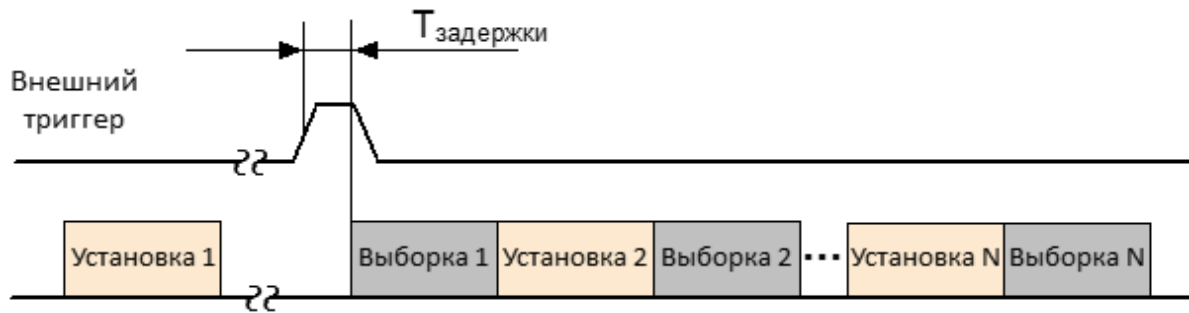 Tзадержки
Внешний
триггер
Установка 1
Выборка 1
Установка 2
Выборка 2
...
Установка N
Выборка N